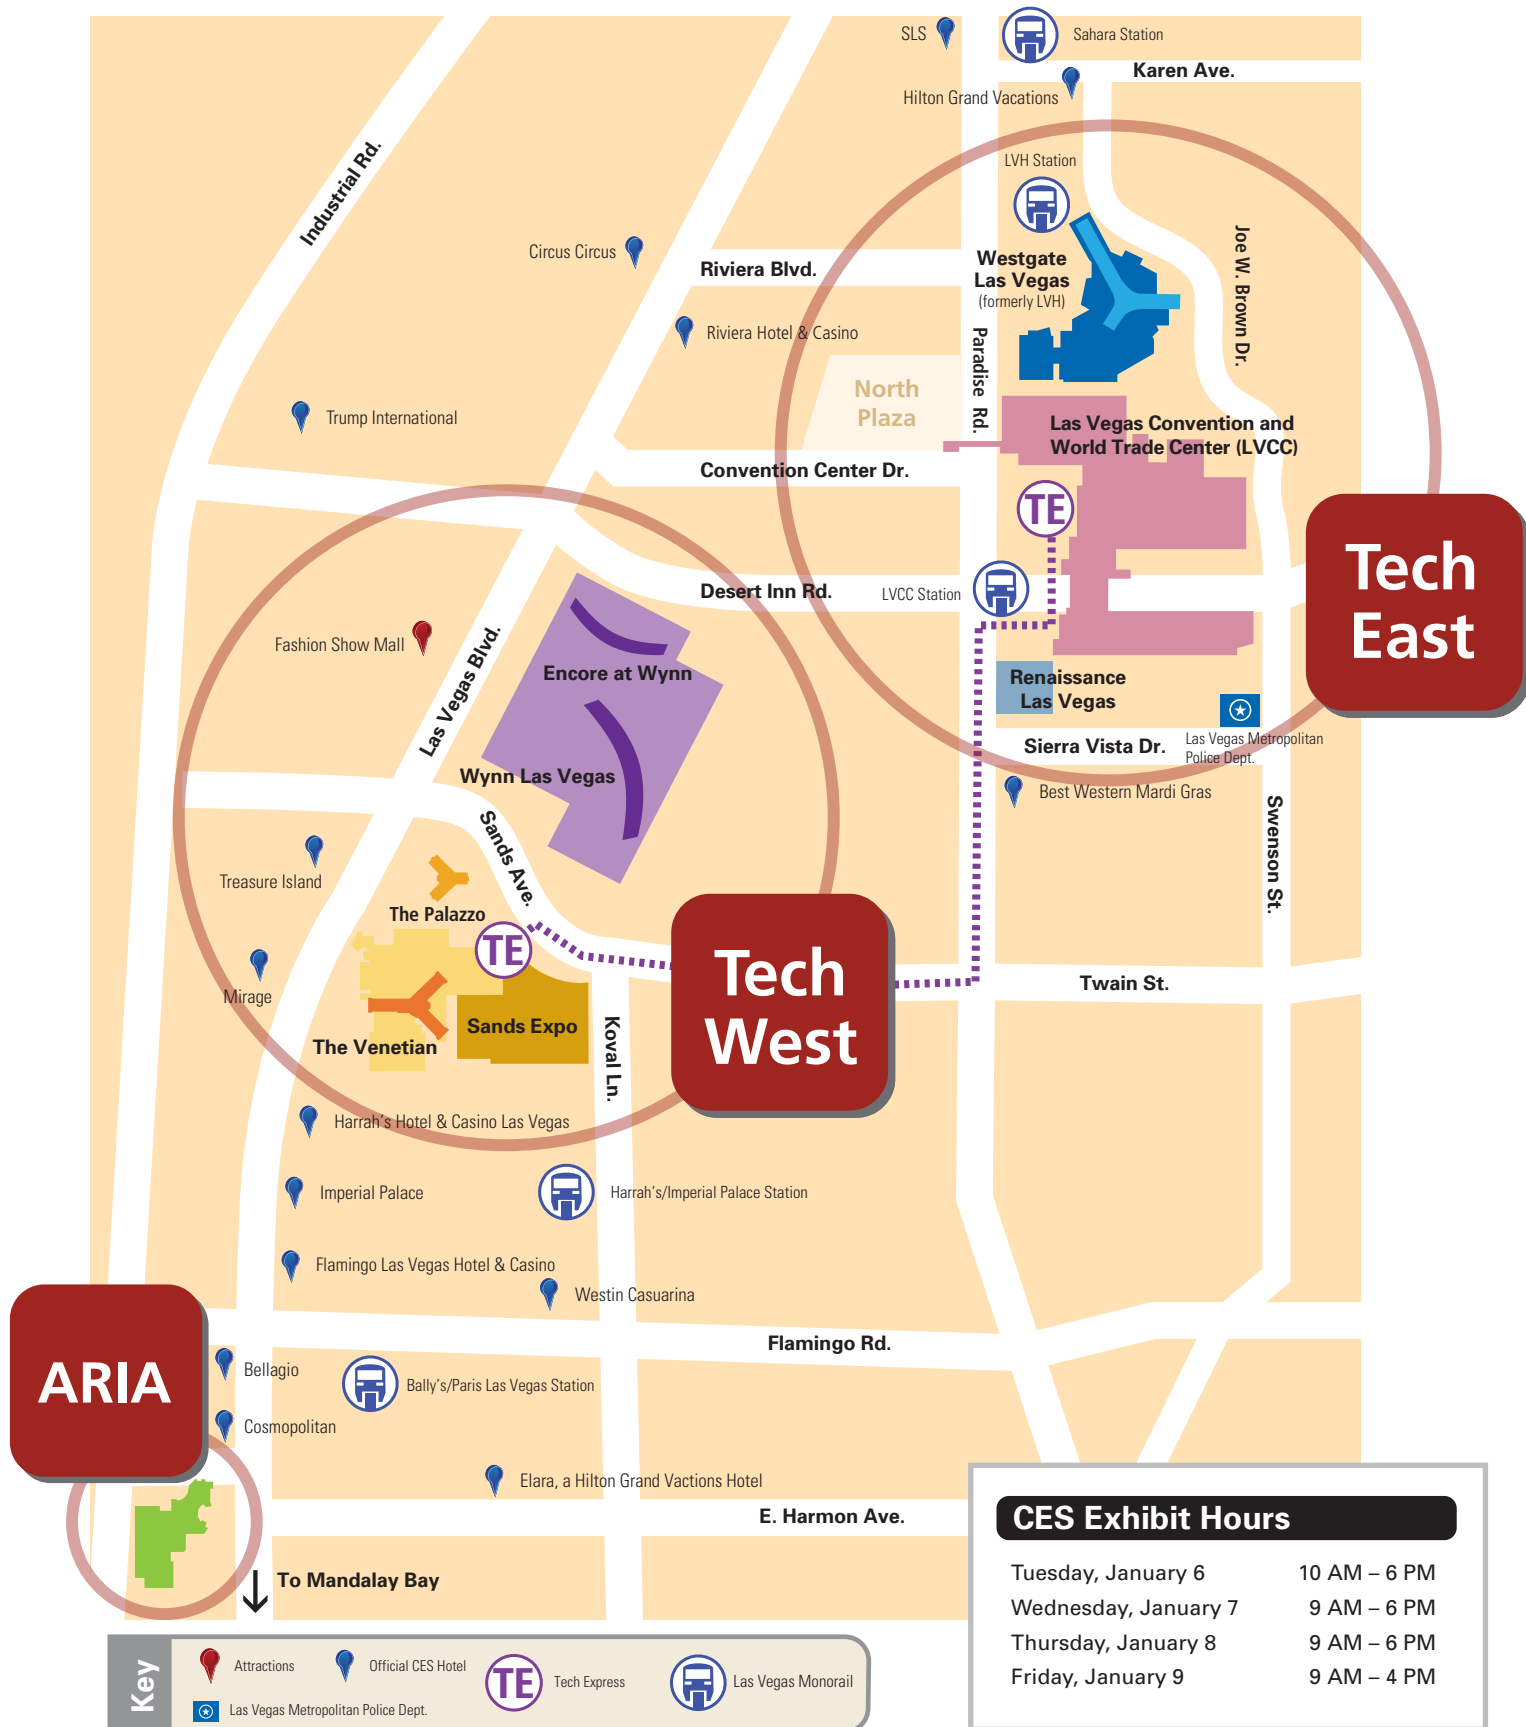 SLS
Sahara Station
Karen Ave.
Hilton Grand Vacations
Industrial Rd.
LVH Station
Circus Circus
Riviera Blvd.
Westgate
Las Vegas
(formerly LVH)
Joe W. Brown Dr.
Riviera Hotel & Casino
Paradise Rd.
North
Plaza
Trump International
Las Vegas Convention and
World Trade Center (LVCC)
Convention Center Dr.
TE
Tech
East
Desert Inn Rd.
LVCC Station
Fashion Show Mall
Las Vegas Blvd.
Encore at Wynn
Renaissance
Las Vegas
Sierra Vista Dr.
Las Vegas Metropolitan
Police Dept.
Wynn Las Vegas
Best Western Mardi Gras
Sands Ave.
Swenson St.
Treasure Island
The Palazzo
TE
Tech
West
Mirage
Twain St.
Sands Expo
The Venetian
Koval Ln.
Harrah's Hotel & Casino Las Vegas
Imperial Palace
Harrah's/Imperial Palace Station
Flamingo Las Vegas Hotel & Casino
Westin Casuarina
Flamingo Rd.
ARIA
Bellagio
Bally's/Paris Las Vegas Station
Cosmopolitan
Elara, a Hilton Grand Vactions Hotel
E. Harmon Ave.
To Mandalay Bay
CES Exhibit Hours
Tuesday, January 6 10 AM – 6 PM
Wednesday, January 7 9 AM – 6 PM
Thursday, January 8 9 AM – 6 PM
Friday, January 9 9 AM – 4 PM
Key
Attractions
Official CES Hotel
TE
Tech Express
Las Vegas Monorail
Las Vegas Metropolitan Police Dept.